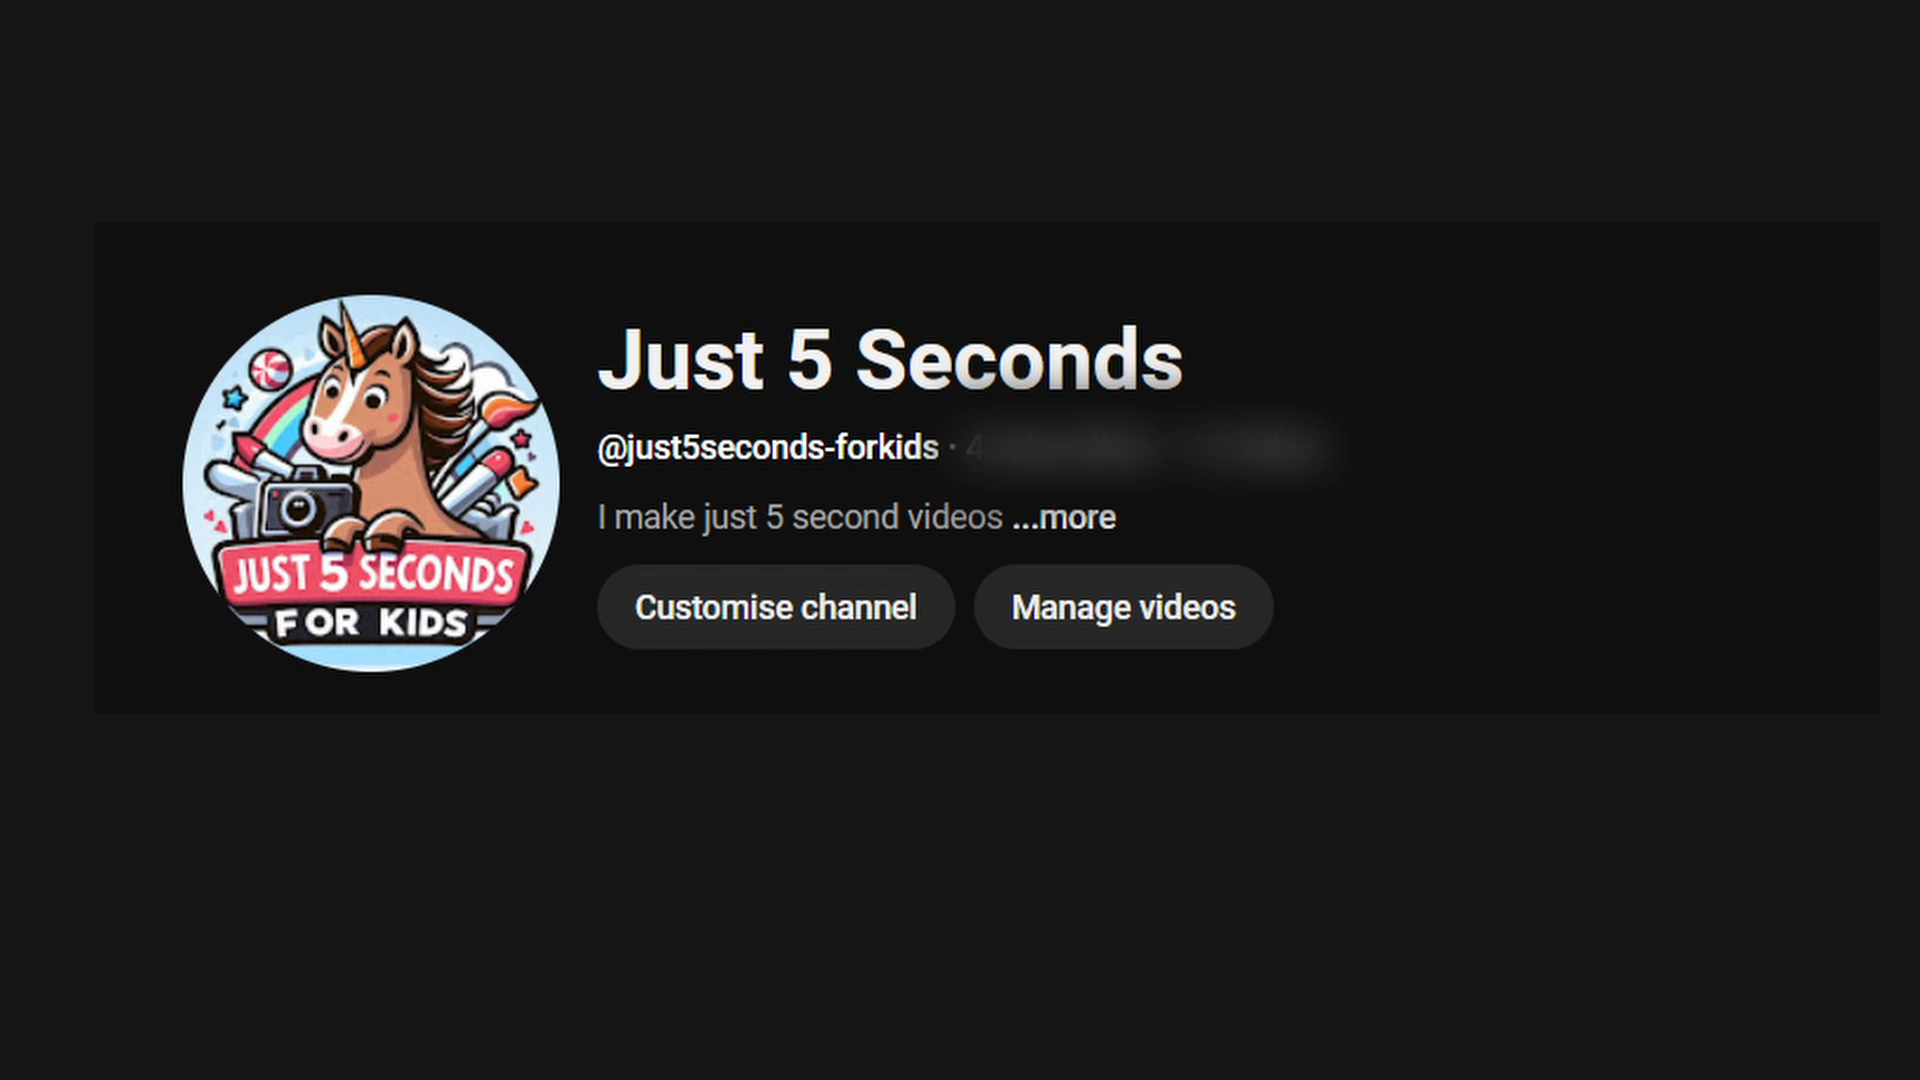 JUST 5 SECONDS
FOR KIDS
Just 5 Seconds
@just5seconds-forkids ·
I make just 5 second videos ...more
Customise channel
Manage videos